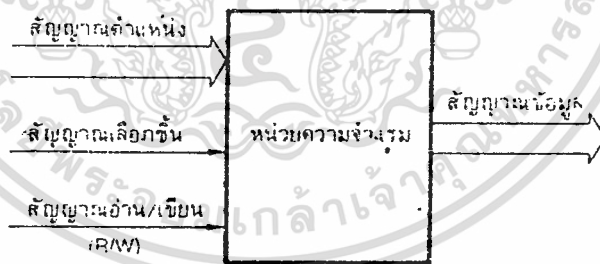 สัญญาณตำแหน่ง
สัญญาณข้อมูล
สัญญาณเลือกชิ้น
หน่วยความจำแรม
สัญญาณอ่าน/เขียน
(R/W)